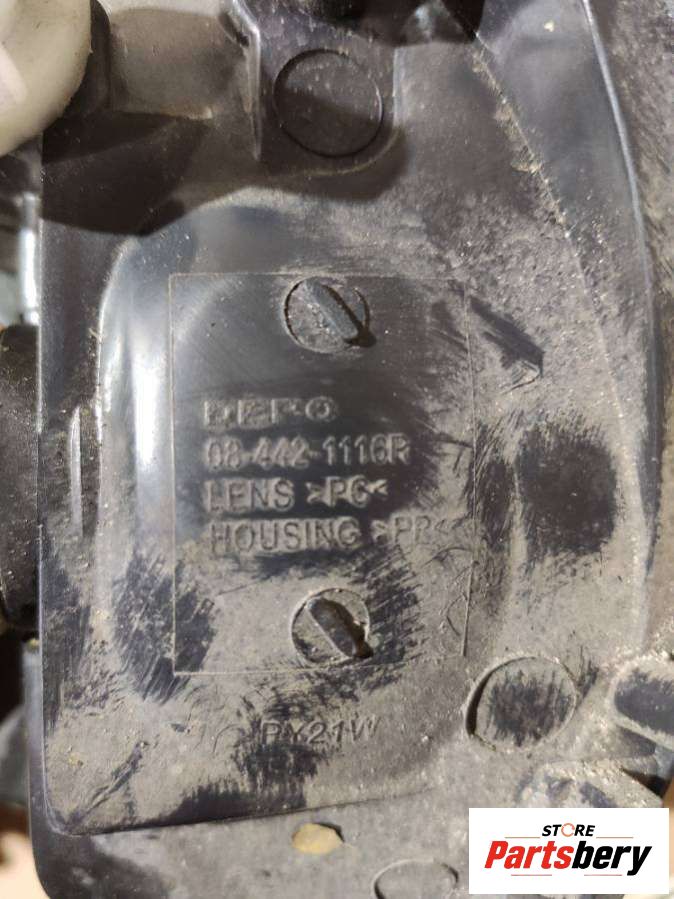 DEPO
08-442-1116R
LENS >PC<
HOUSING >PP<
PY21W
STORE
Partsbery